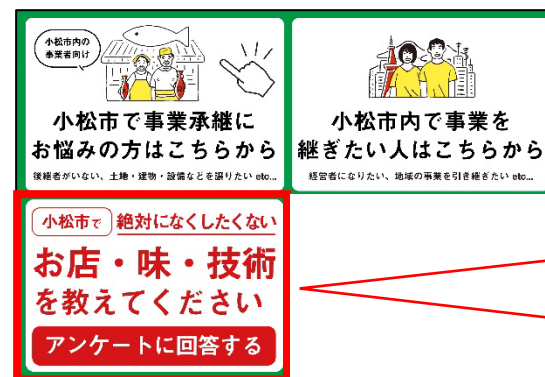 小松市内の
事業者向け
小松市で事業承継に
お悩みの方はこちらから
後継者がいない、土地・建物・設備などを譲りたい etc...
小松市内で事業を
継ぎたい人はこちらから
経営者になりたい、地域の事業を引き継ぎたい etc...
小松市で 絶対になくしたくない
お店・味・技術
を教えてください
アンケートに回答する